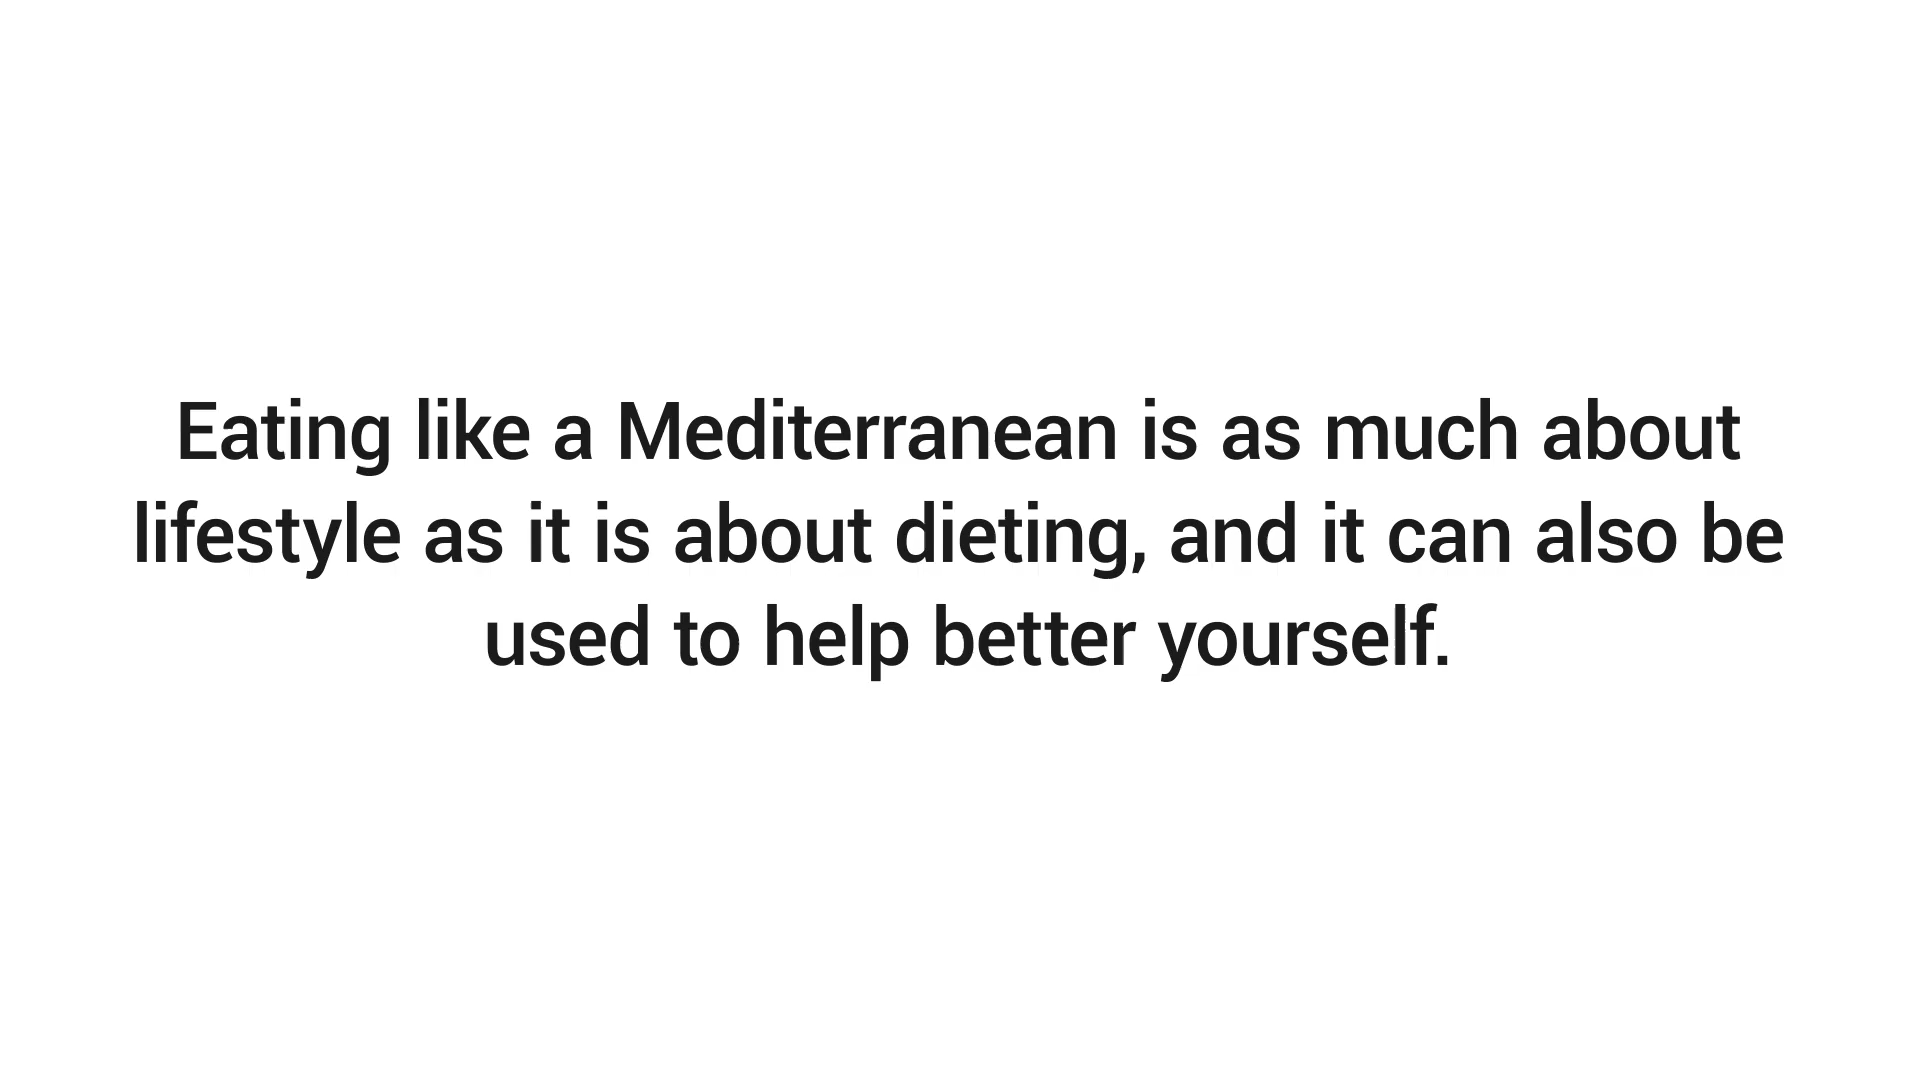 Eating like a Mediterranean is as much about
lifestyle as it is about dieting, and it can also be
used to help better yourself.